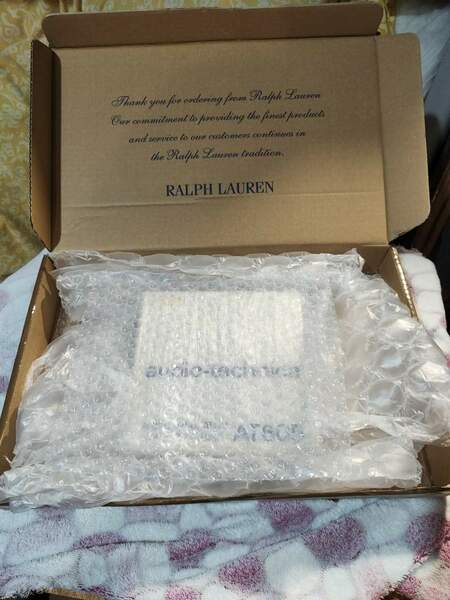 Thank you for ordering from Ralph Lauren
Our commitment to providing the finest products
and service to our customers continues in
the Ralph Lauren tradition.
RALPH LAUREN
audio-technica
AT605